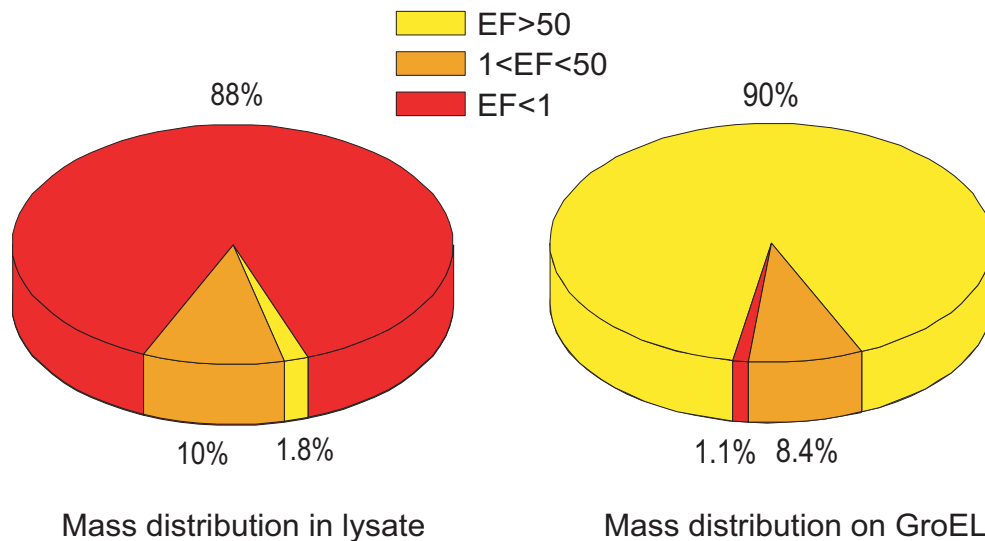 EF>50
1<EF<50
EF<1
88%
90%
10%
1.8%
1.1%
8.4%
Mass distribution in lysate
Mass distribution on GroEL